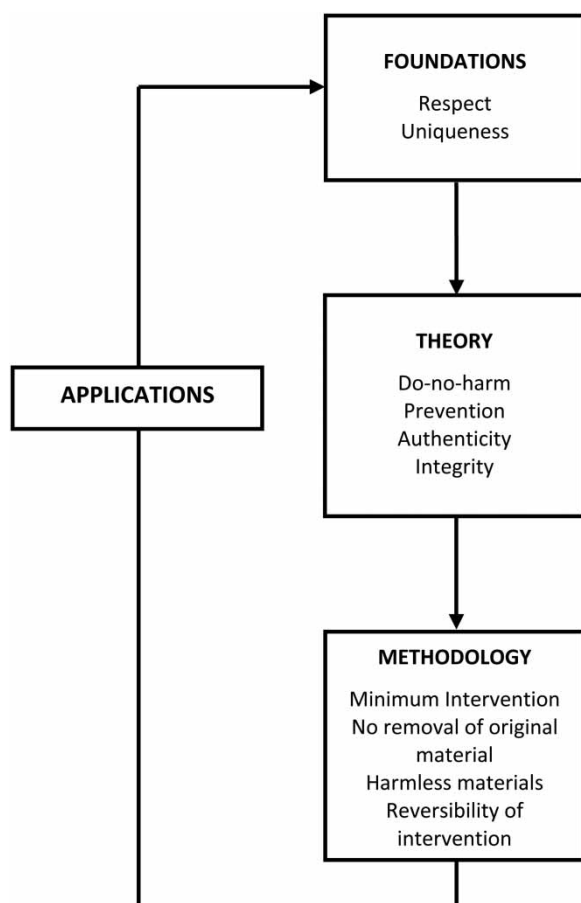 FOUNDATIONS
Respect
Uniqueness
THEORY
Do-no-harm
Prevention
Authenticity
Integrity
APPLICATIONS
METHODOLOGY
Minimum Intervention
No removal of original
material
Harmless materials
Reversibility of
intervention